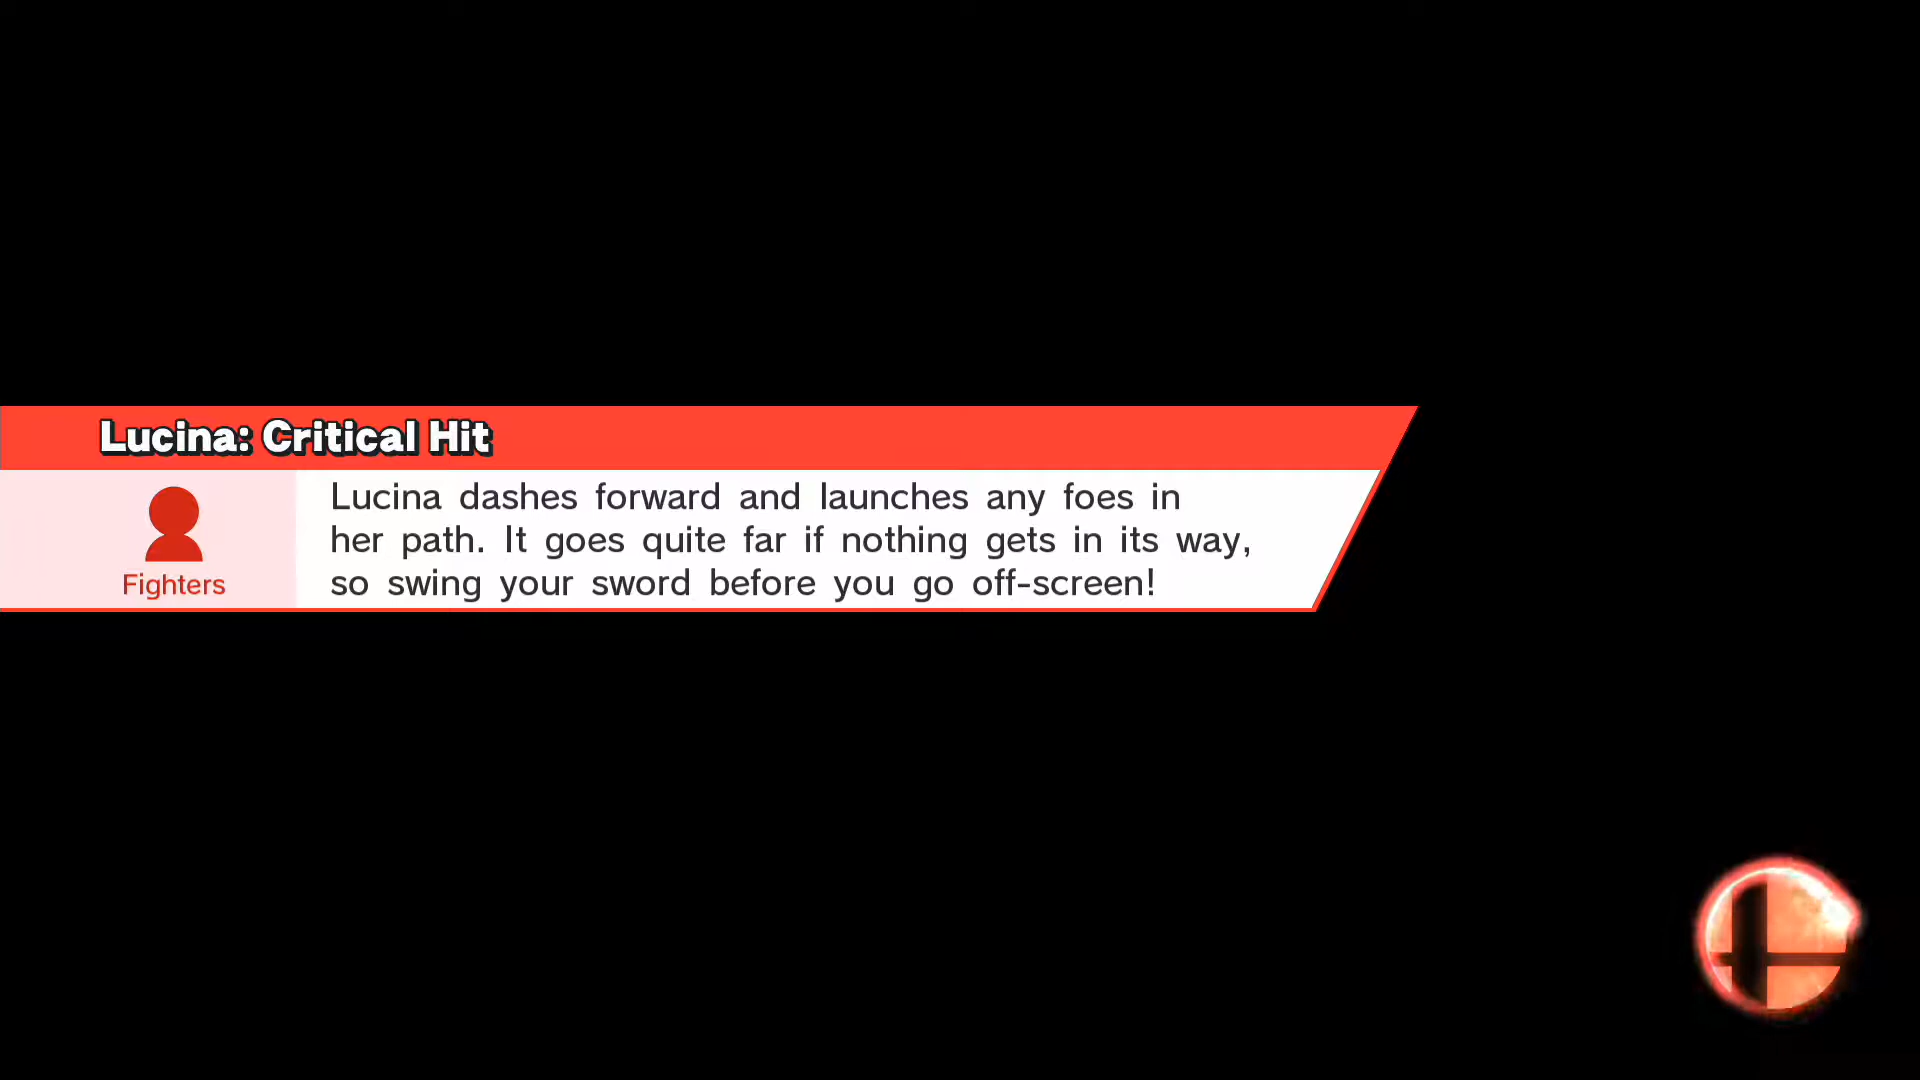 Lucina: Critical Hit
Lucina dashes forward and launches any foes in
her path. It goes quite far if nothing gets in its way,
so swing your sword before you go off-screen!
Fighters